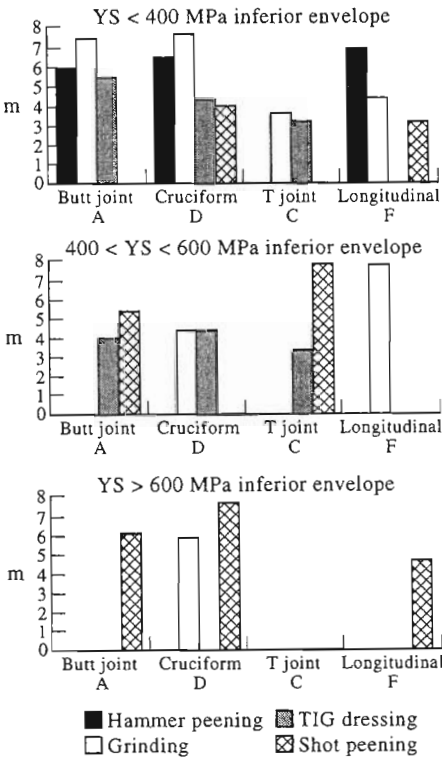 YS < 400 MPa inferior envelope
8
7
6
5
m
4
3
2
1
0
Butt joint Cruciform T joint Longitudinal
A D C F
400 < YS < 600 MPa inferior envelope
8
7
6
5
m
4
3
2
1
0
Butt joint Cruciform T joint Longitudinal
A D C F
YS > 600 MPa inferior envelope
8
7
6
5
m
4
3
2
1
0
Butt joint Cruciform T joint Longitudinal
A D C F
Hammer peening TIG dressing
Grinding Shot peening